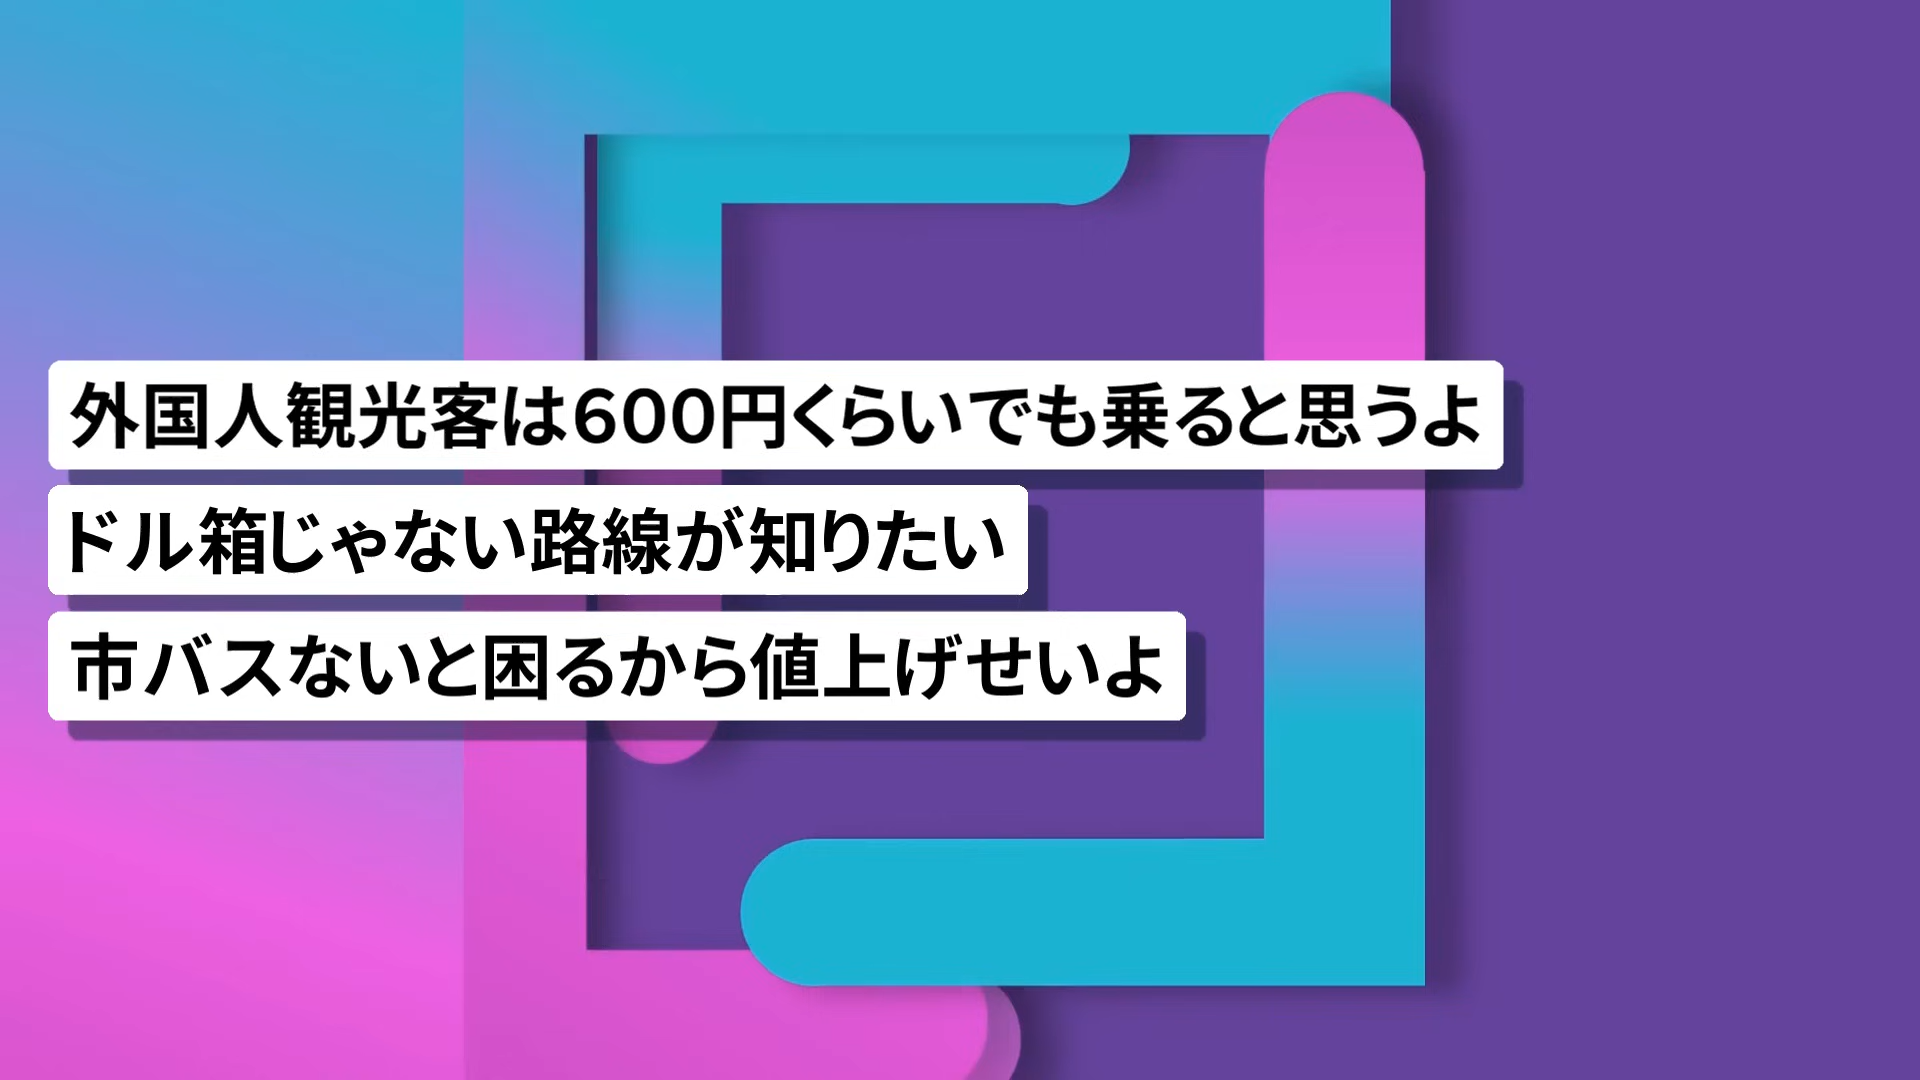 外国人観光客は600円くらいでも乗ると思うよ
ドル箱じゃない路線が知りたい
市バスないと困るから値上げせいよ